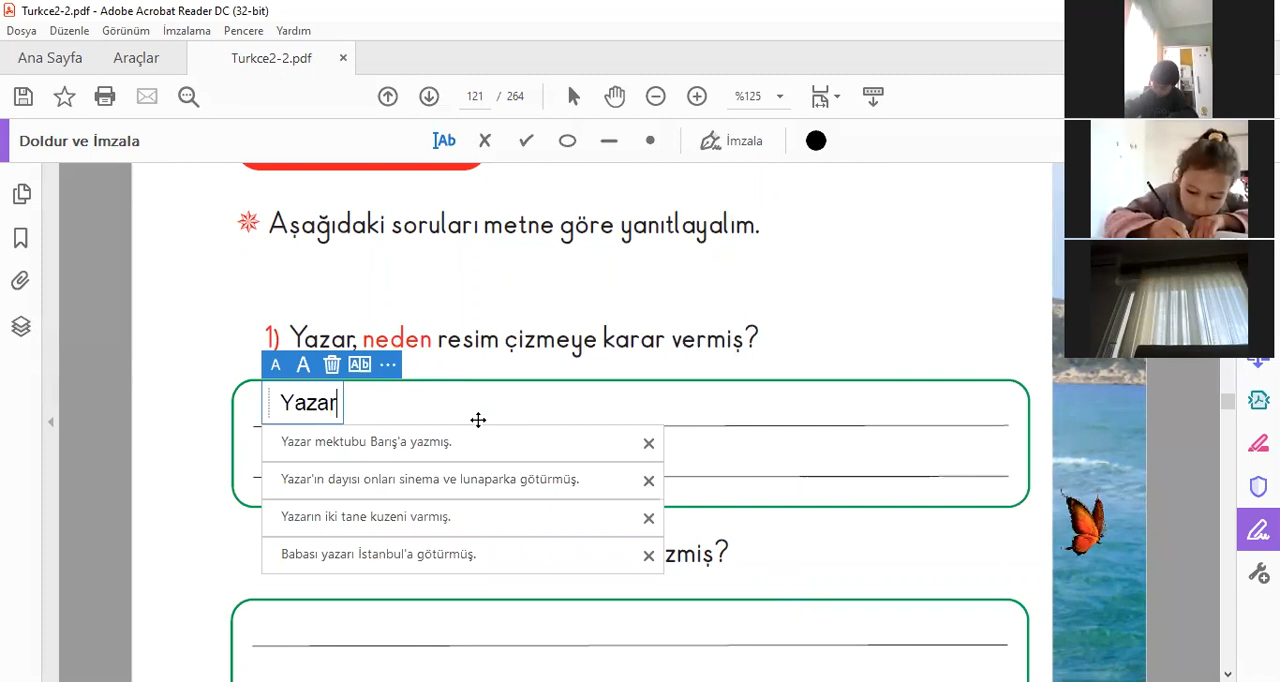 Turkce2-2.pdf - Adobe Acrobat Reader DC (32-bit)
Dosya Düzenle Görünüm İmzalama Pencere Yardım
Ana Sayfa Araçlar Turkce2-2.pdf ×
121 / 264 %125
Doldur ve İmzala
Ab
İmzala
Aşağıdaki soruları metne göre yanıtlayalım.
1) Yazar, neden resim çizmeye karar vermiş?
A A Ab ...
Yazar
Yazar mektubu Barış'a yazmış.
Yazar'ın dayısı onları sinema ve lunaparka götürmüş.
Yazarın iki tane kuzeni varmış.
Babası yazarı İstanbul'a götürmüş.
zmiş?